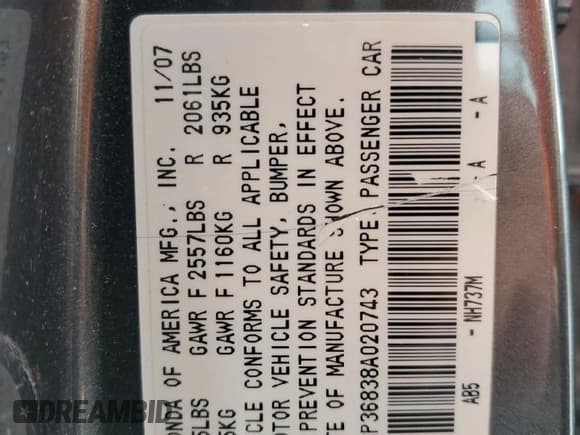 ONDA OF AMERICA MFG., INC. 11/07
5LBS GAWR F 2557LBS R 2061LBS
5KG GAWR F 1160KG R 935KG
CLE CONFORMS TO ALL APPLICABLE
OTOR VEHICLE SAFETY, BUMPER,
PREVENTION STANDARDS IN EFFECT
TE OF MANUFACTURE SHOWN ABOVE.
P36838A020743 TYPE: PASSENGER CAR
AB5 - NH737M - A - A
DREAMBID